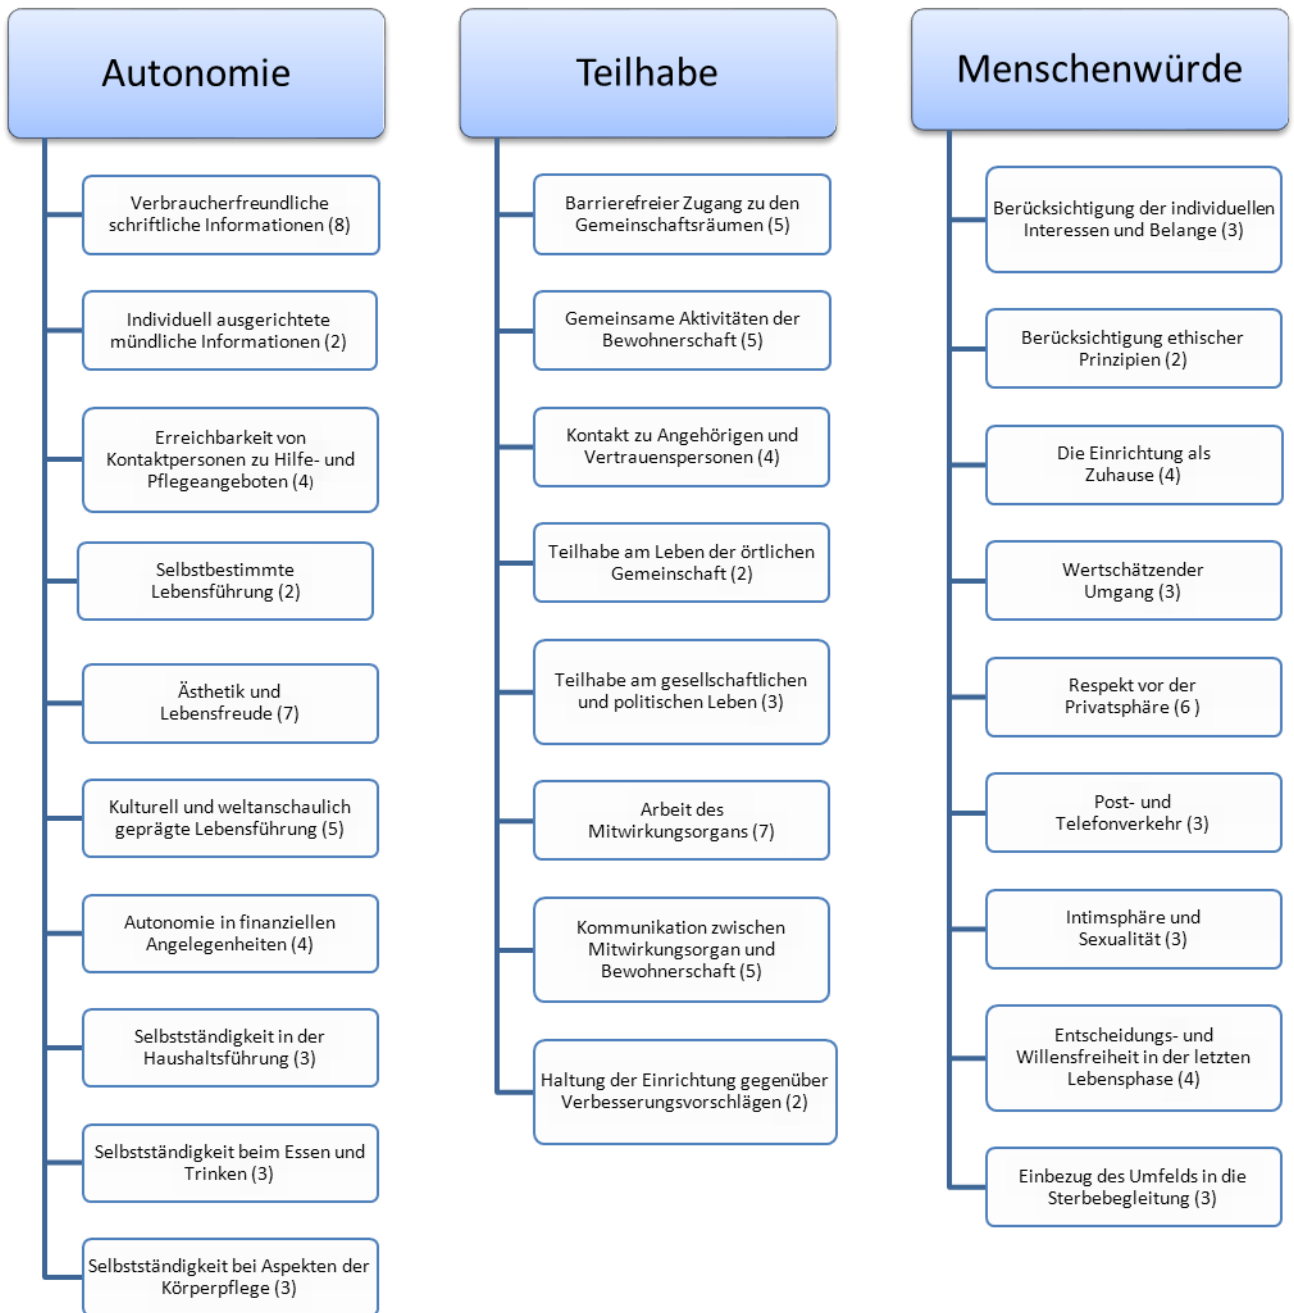 Autonomie
Verbraucherfreundliche
schriftliche Informationen (8)
Individuell ausgerichtete
mündliche Informationen (2)
Erreichbarkeit von
Kontaktpersonen zu Hilfe- und
Pflegeangeboten (4)
Selbstbestimmte
Lebensführung (2)
Ästhetik und
Lebensfreude (7)
Kulturell und weltanschaulich
geprägte Lebensführung (5)
Autonomie in finanziellen
Angelegenheiten (4)
Selbstständigkeit in der
Haushaltsführung (3)
Selbstständigkeit beim Essen und
Trinken (3)
Selbstständigkeit bei Aspekten der
Körperpflege (3)
Teilhabe
Barrierefreier Zugang zu den
Gemeinschaftsräumen (5)
Gemeinsame Aktivitäten der
Bewohnerschaft (5)
Kontakt zu Angehörigen und
Vertrauenspersonen (4)
Teilhabe am Leben der örtlichen
Gemeinschaft (2)
Teilhabe am gesellschaftlichen
und politischen Leben (3)
Arbeit des
Mitwirkungsorgans (7)
Kommunikation zwischen
Mitwirkungsorgan und
Bewohnerschaft (5)
Haltung der Einrichtung gegenüber
Verbesserungsvorschlägen (2)
Menschenwürde
Berücksichtigung der individuellen
Interessen und Belange (3)
Berücksichtigung ethischer
Prinzipien (2)
Die Einrichtung als
Zuhause (4)
Wertschätzender
Umgang (3)
Respekt vor der
Privatsphäre (6 )
Post- und
Telefonverkehr (3)
Intimsphäre und
Sexualität (3)
Entscheidungs- und
Willensfreiheit in der letzten
Lebensphase (4)
Einbezug des Umfelds in die
Sterbebegleitung (3)